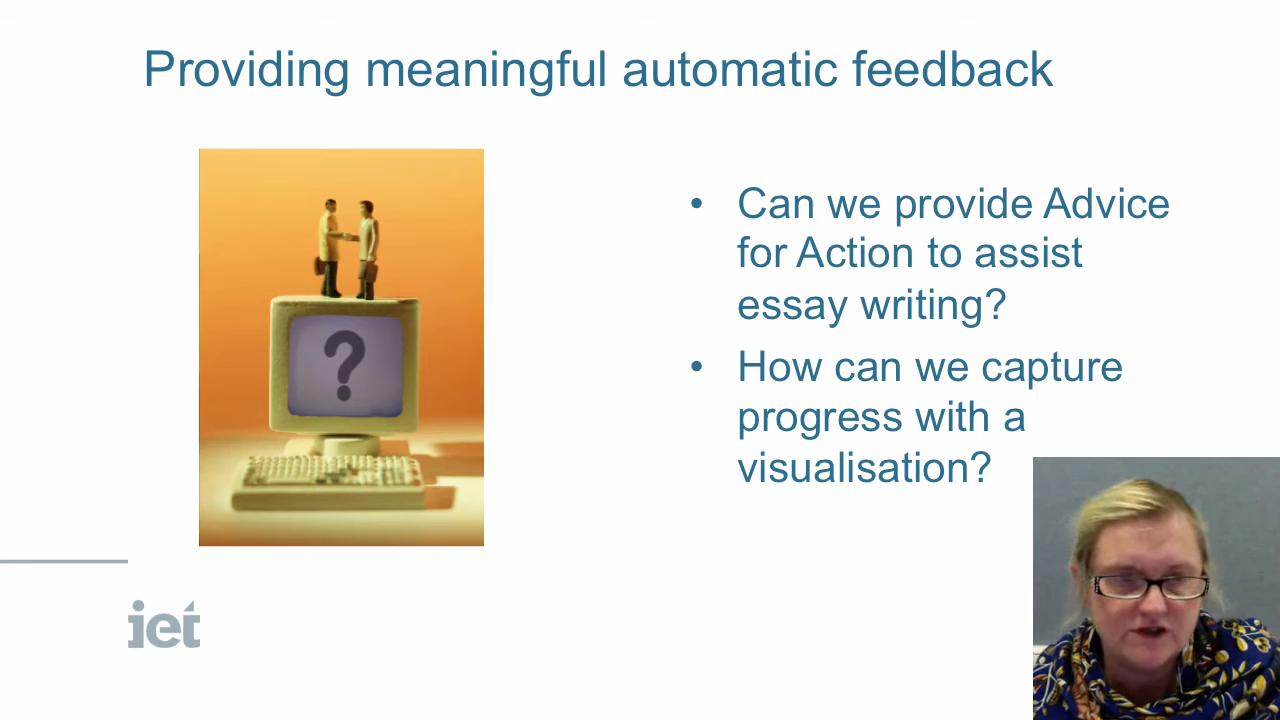 Providing meaningful automatic feedback
?
• Can we provide Advice
for Action to assist
essay writing?
• How can we capture
progress with a
visualisation?
iet